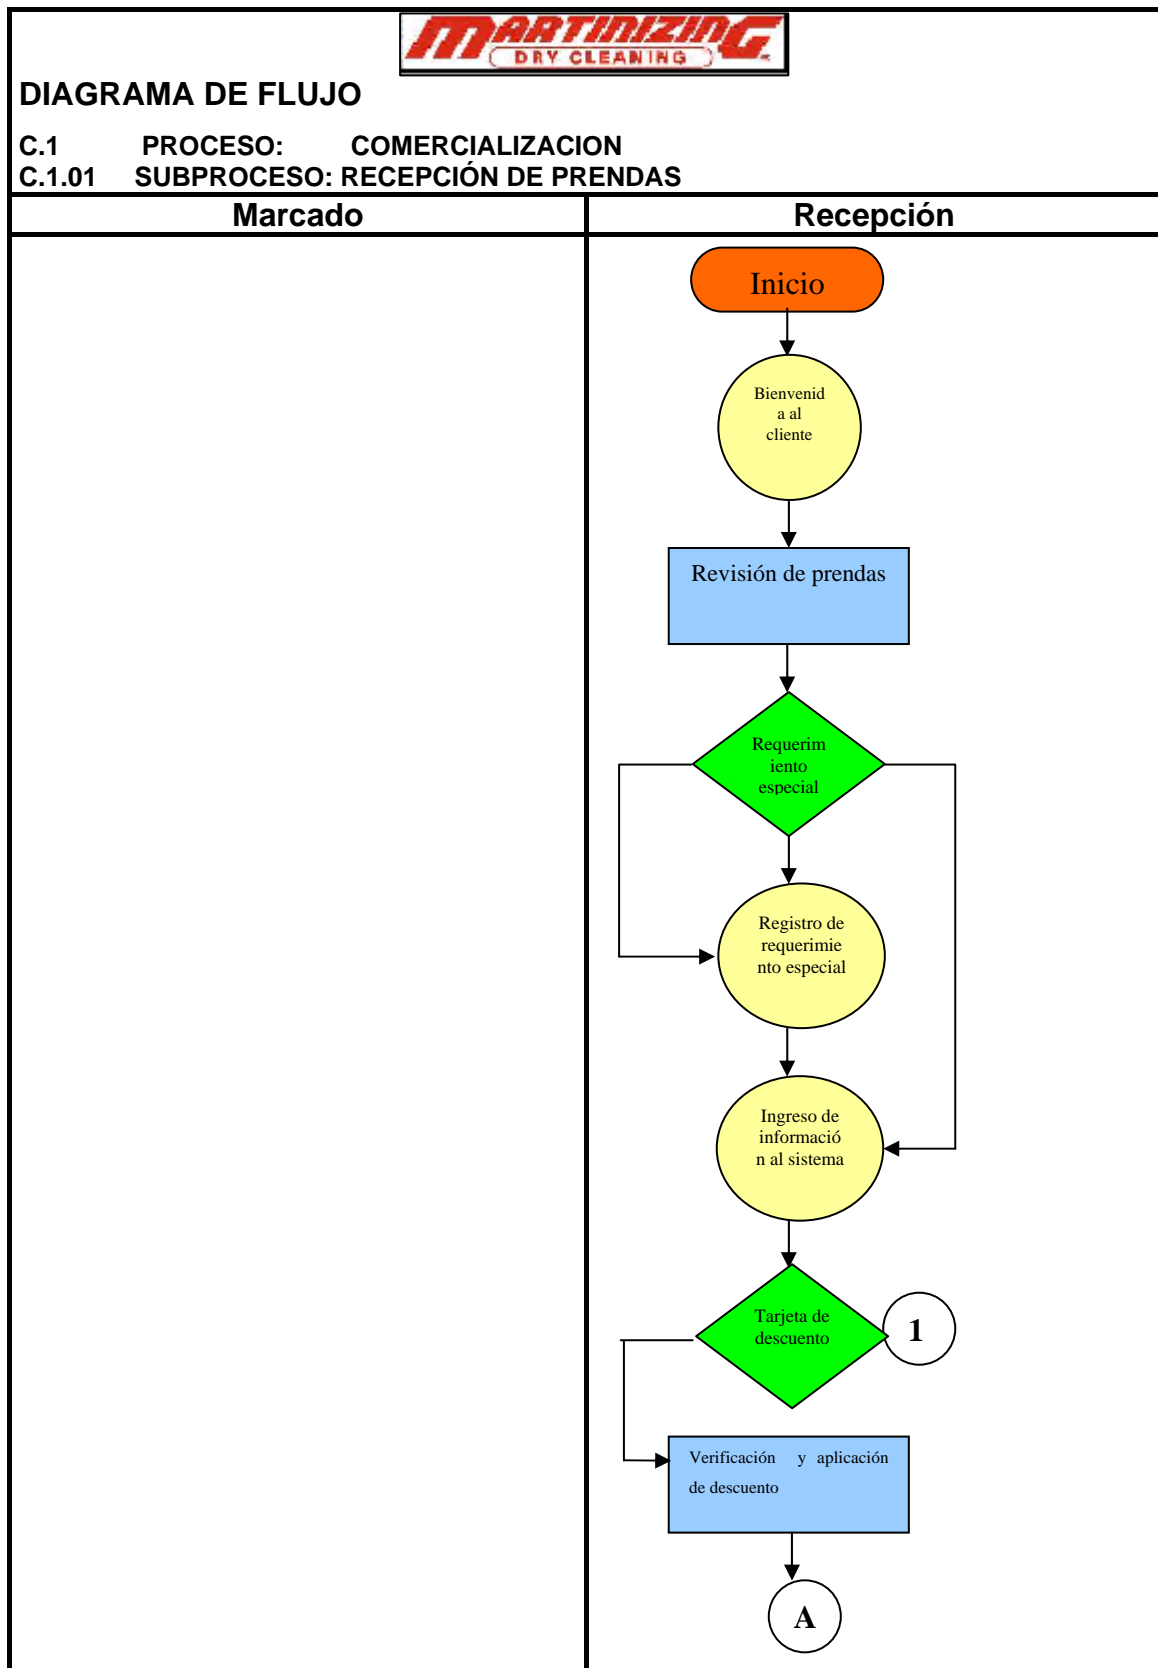 MARTINIZING
DRY CLEANING
DIAGRAMA DE FLUJO
C.1 PROCESO: COMERCIALIZACION
C.1.01 SUBPROCESO: RECEPCIÓN DE PRENDAS
Marcado Recepción
Inicio
Bienvenid
a al
cliente
Revisión de prendas
Requerim
iento
especial
Registro de
requerimie
nto especial
Ingreso de
informació
n al sistema
Tarjeta de
descuento
1
Verificación y aplicación
de descuento
A